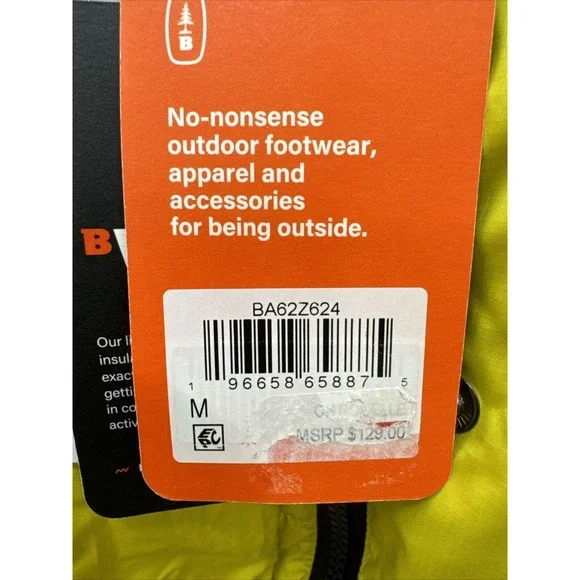 B
No-nonsense
outdoor footwear,
apparel and
accessories
for being outside.
B
BA62Z624
1 96658 65887 5
M
MSRP $129.00
Our li
insula
exact
getti
in co
activ